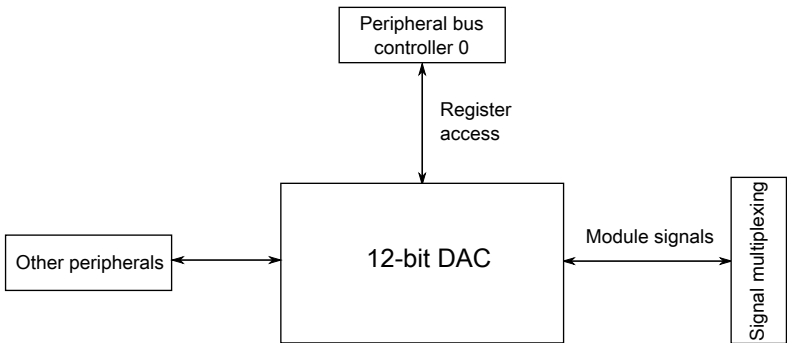 Peripheral bus
controller 0
Register
access
Other peripherals
12-bit DAC
Module signals
Signal multiplexing